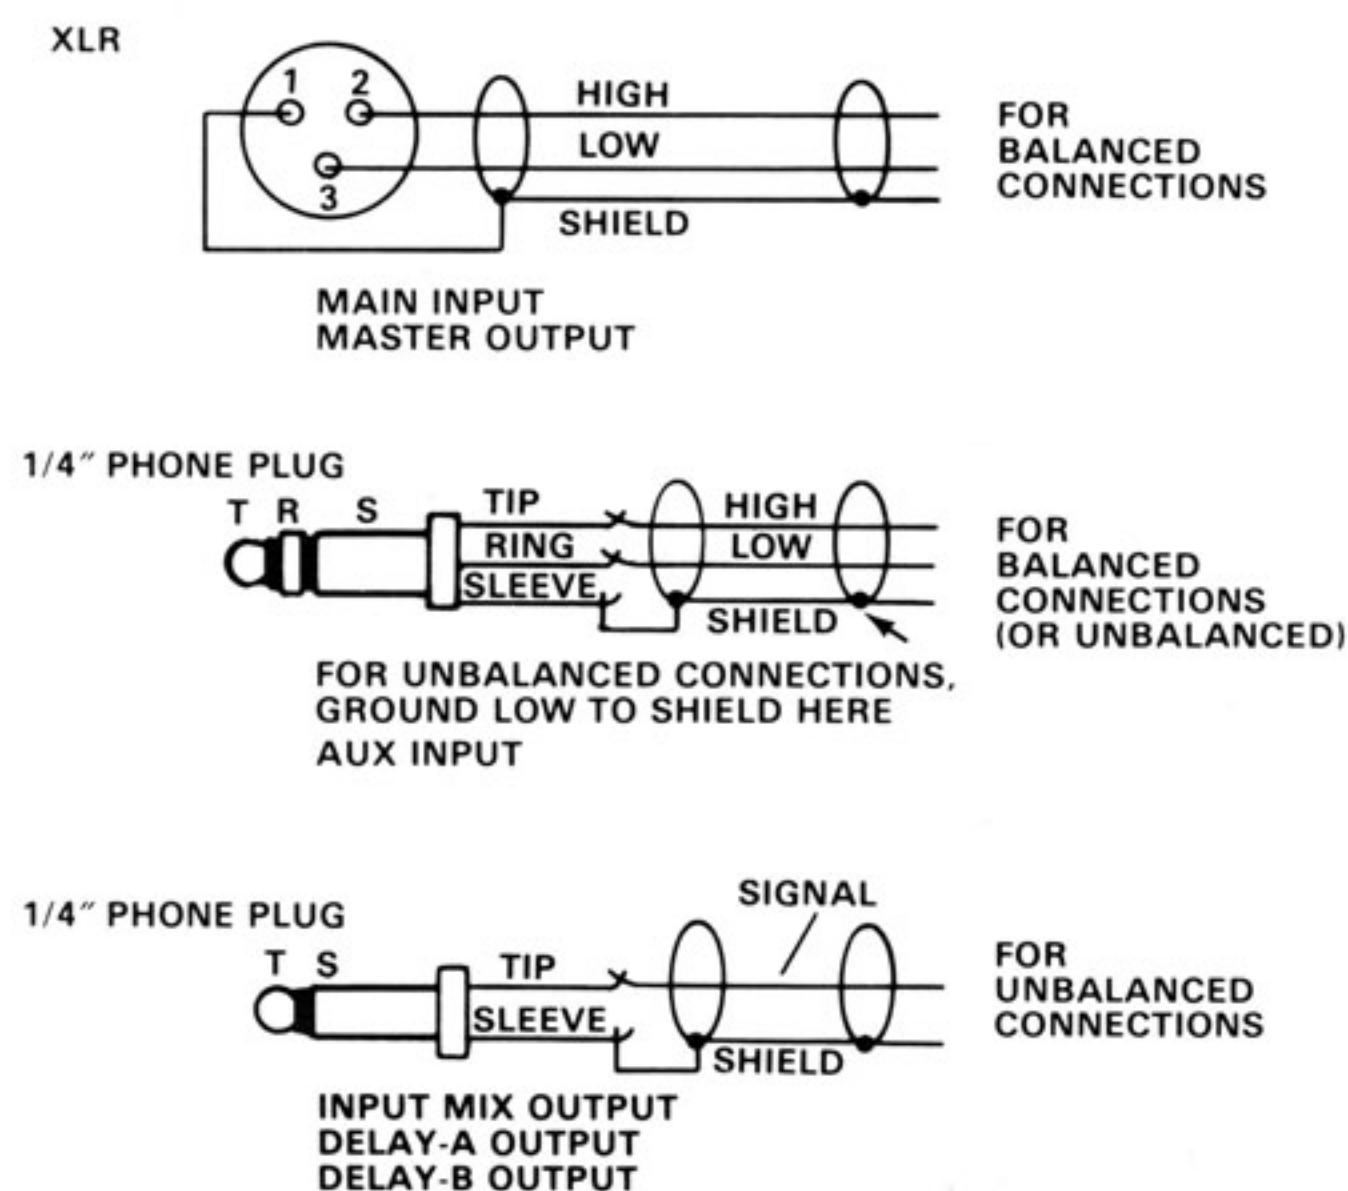 XLR
1 2
3
HIGH
LOW
SHIELD
FOR
BALANCED
CONNECTIONS
MAIN INPUT
MASTER OUTPUT
1/4″ PHONE PLUG
T R S
TIP
RING
SLEEVE
HIGH
LOW
SHIELD
FOR
BALANCED
CONNECTIONS
(OR UNBALANCED)
FOR UNBALANCED CONNECTIONS,
GROUND LOW TO SHIELD HERE
AUX INPUT
1/4″ PHONE PLUG
T S
TIP
SLEEVE
SIGNAL
SHIELD
FOR
UNBALANCED
CONNECTIONS
INPUT MIX OUTPUT
DELAY-A OUTPUT
DELAY-B OUTPUT